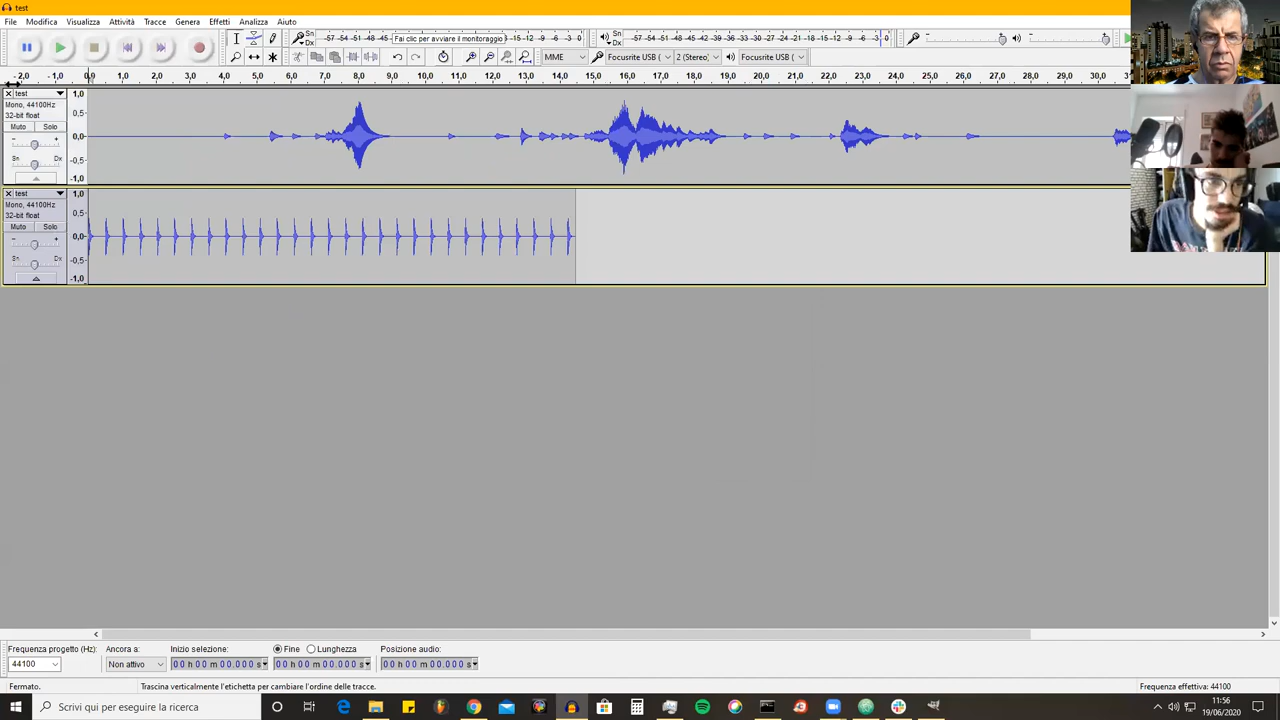 test
File Modifica Visualizza Attività Tracce Genera Effetti Analizza Aiuto
Sn
Dx
-57 -54 -51 -48 -45 Fai clic per avviare il monitoraggio -15 -12 -9 -6 -3 0
Sn
Dx
-57 -54 -51 -48 -45 -42 -39 -36 -33 -30 -27 -24 -21 -18 -15 -12 -9 -6 -3 0
MME Focusrite USB ( 2 (Stereo) Focusrite USB (
-2,0 -1,0 0,0 1,0 2,0 3,0 4,0 5,0 6,0 7,0 8,0 9,0 10,0 11,0 12,0 13,0 14,0 15,0 16,0 17,0 18,0 19,0 20,0 21,0 22,0 23,0 24,0 25,0 26,0 27,0 28,0 29,0 30,0
test 1,0
Mono, 44100Hz
32-bit float 0,5
Mute Solo
- + 0,0
Sn Dx -0,5
-1,0
test 1,0
Mono, 44100Hz
32-bit float 0,5
Mute Solo
- + 0,0
Sn Dx -0,5
-1,0
Frequenza progetto (Hz): Ancora a: Inizio selezione: Fine Lunghezza Posizione audio:
44100 Non attivo 00 h 00 m 00.000 s 00 h 00 m 00.000 s 00 h 00 m 00.000 s
Fermato. Trascina verticalmente l'etichetta per cambiare l'ordine delle tracce. Frequenza effettiva: 44100
Scrivi qui per eseguire la ricerca
11:56
19/06/2020